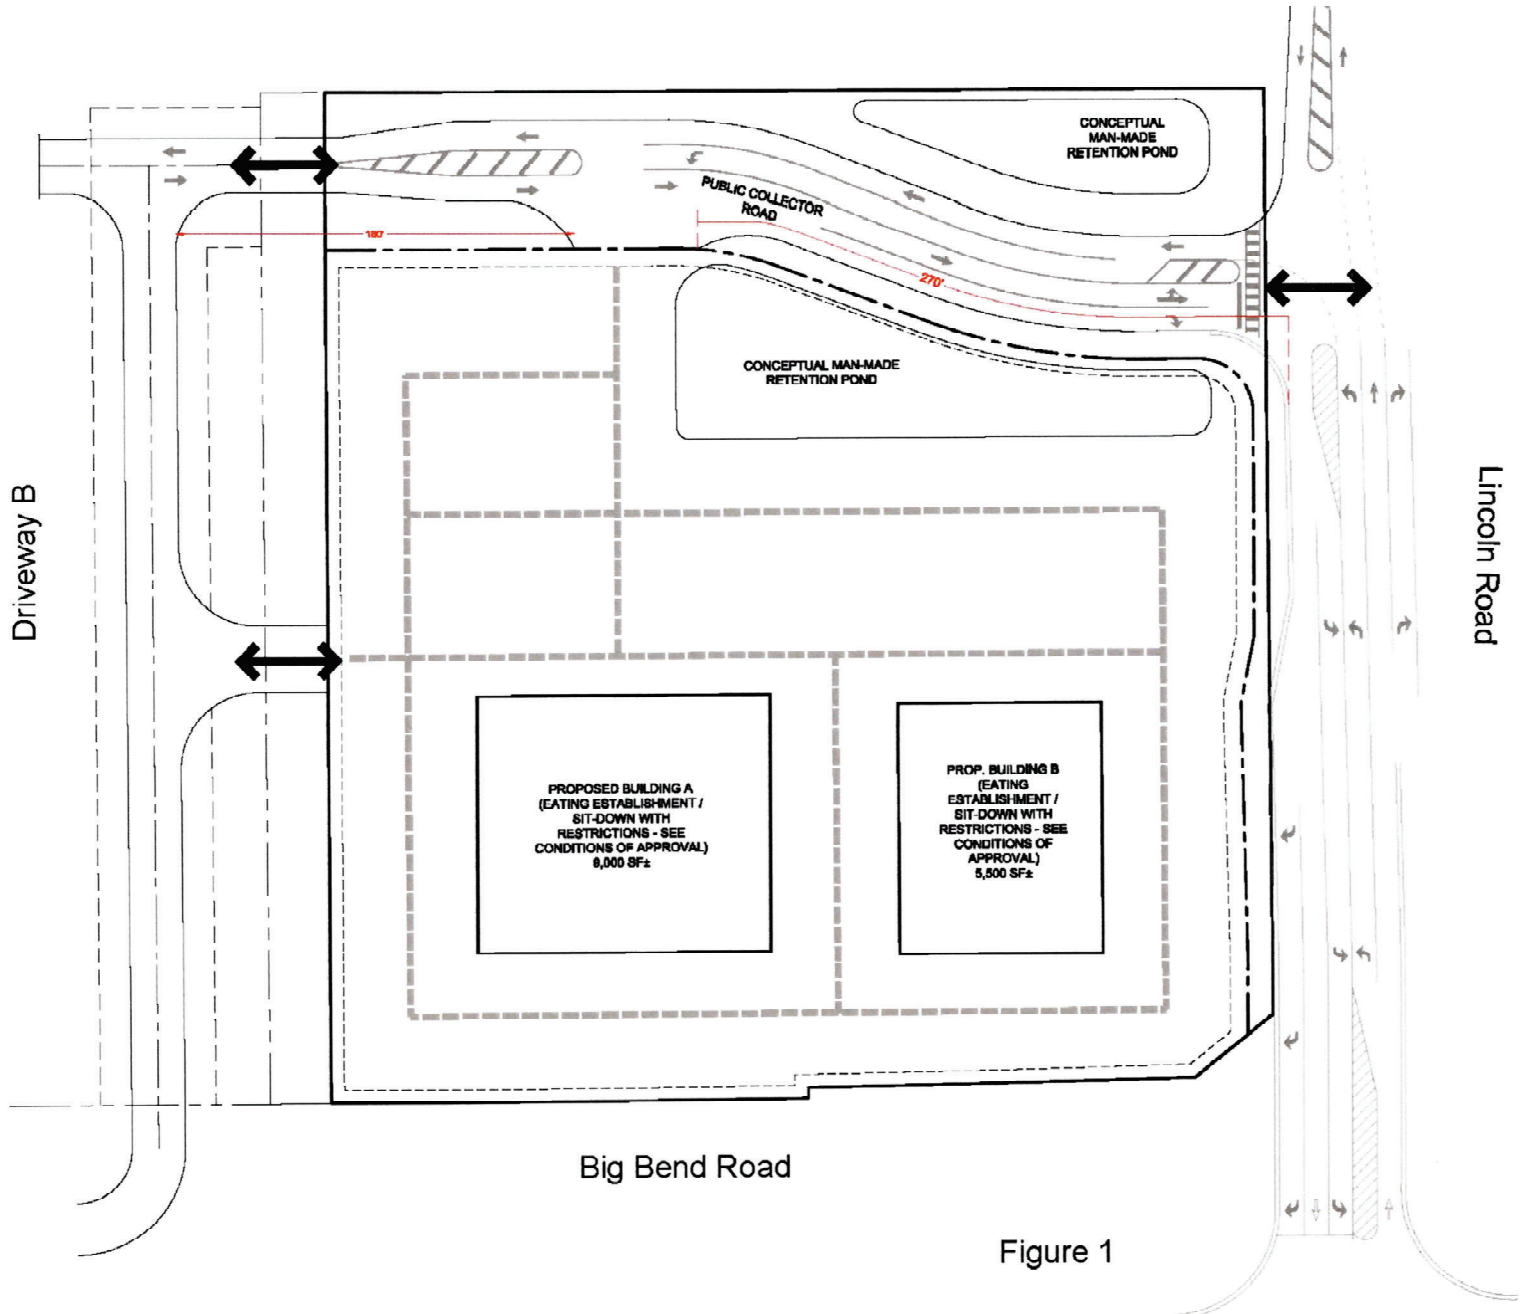 CONCEPTUAL
MAN-MADE
RETENTION POND
PUBLIC COLLECTOR
ROAD
180'
270'
CONCEPTUAL MAN-MADE
RETENTION POND
Driveway B
Lincoln Road
PROPOSED BUILDING A
(EATING ESTABLISHMENT /
SIT-DOWN WITH
RESTRICTIONS - SEE
CONDITIONS OF APPROVAL)
SF±
PROP. BUILDING B
(EATING
ESTABLISHMENT /
SIT-DOWN WITH
RESTRICTIONS - SEE
CONDITIONS OF
APPROVAL)
5,500 SF±
Big Bend Road
Figure 1